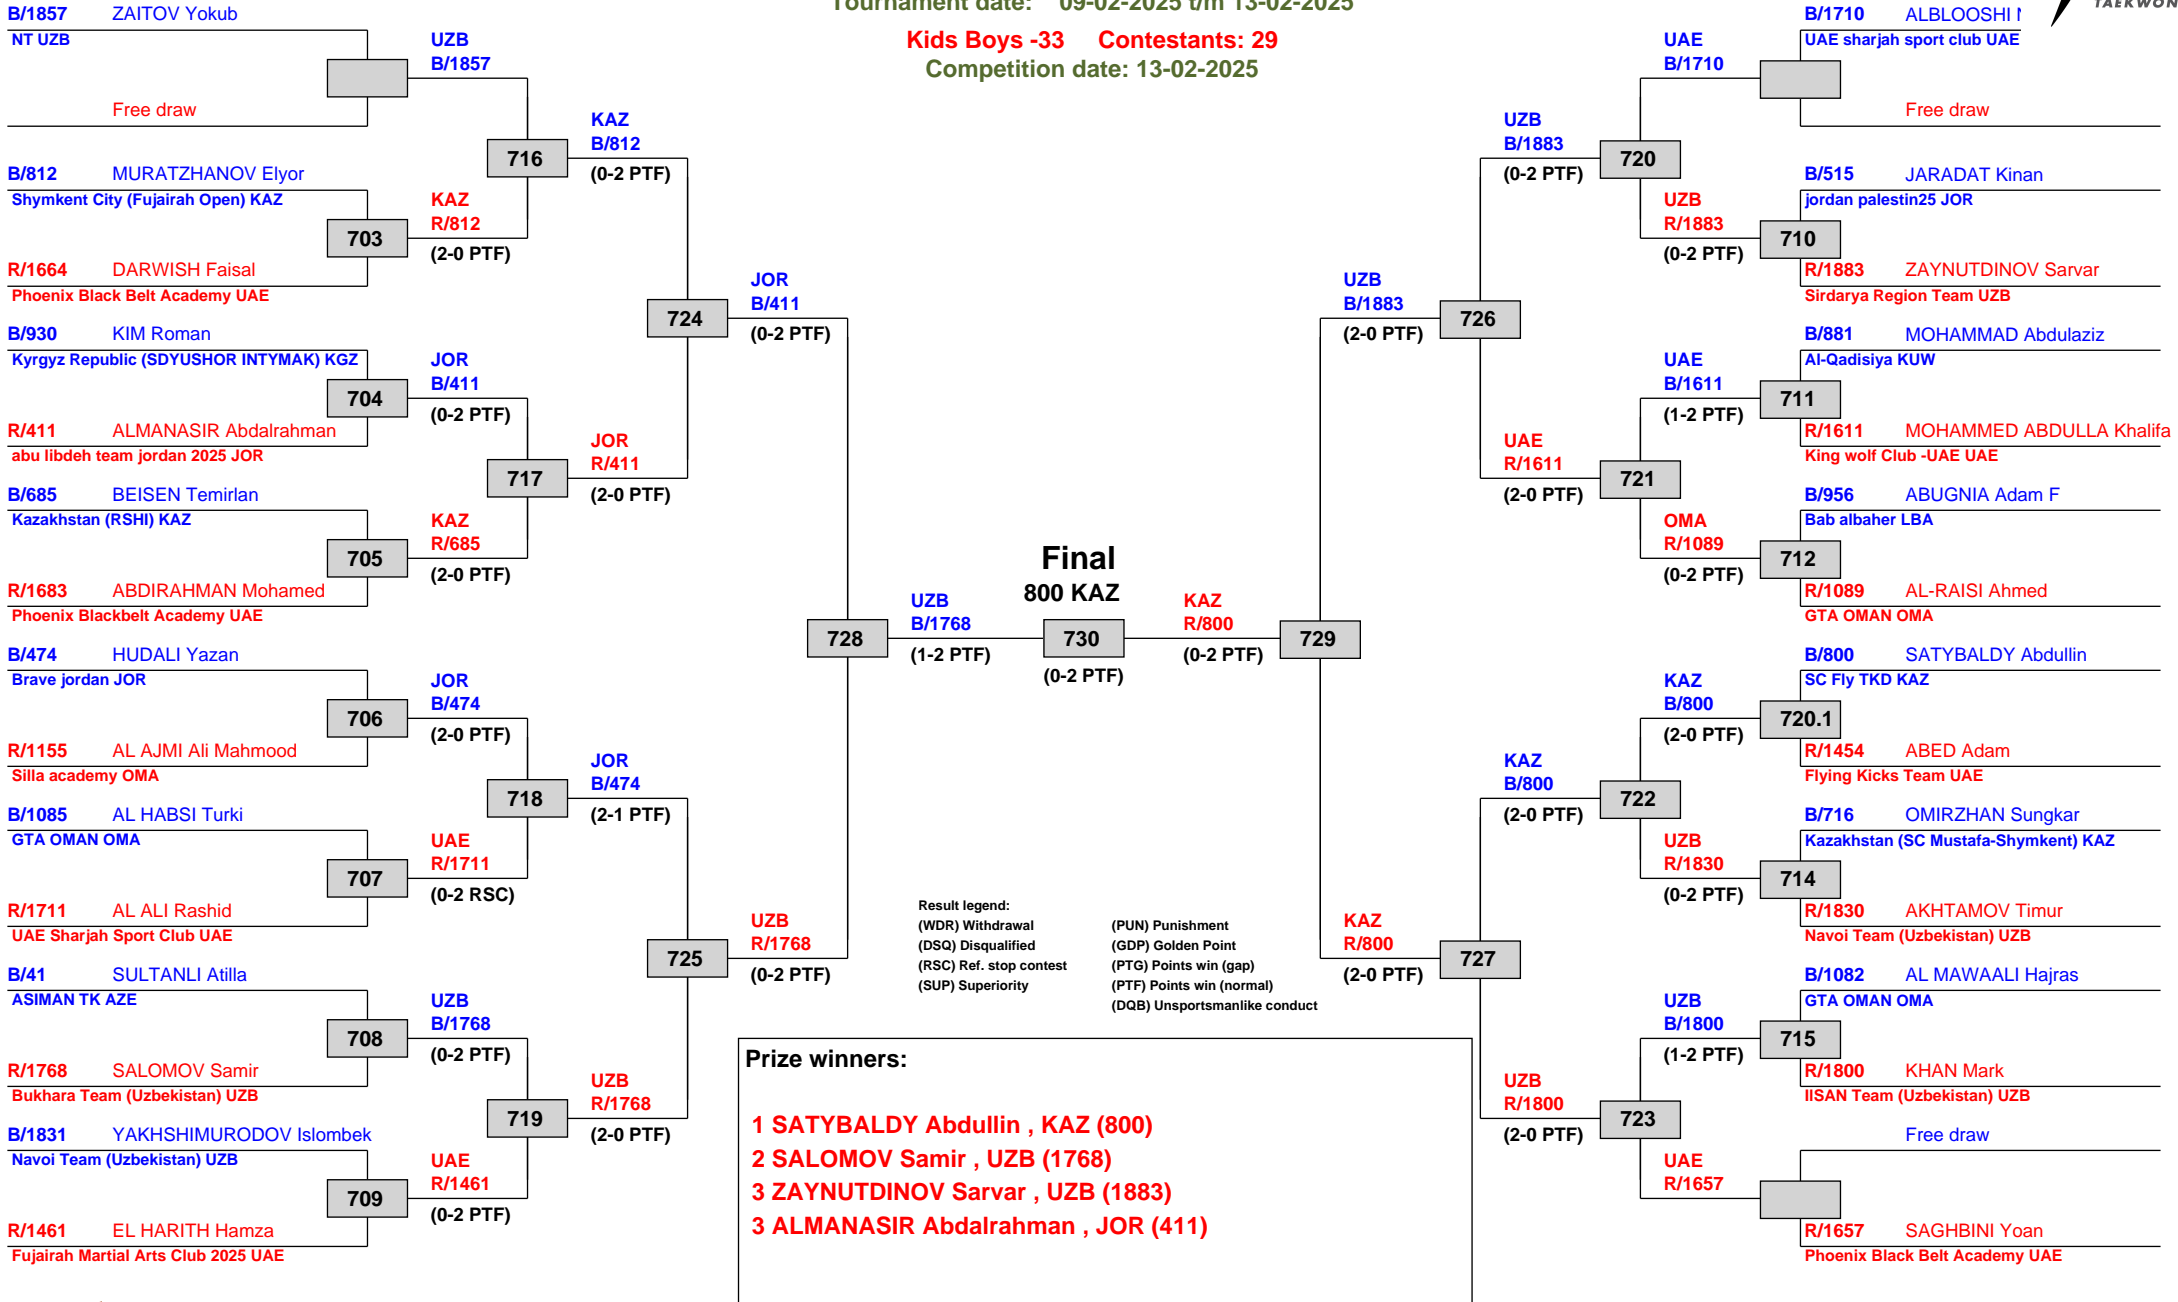 Tournament date: 09-02-2025 t/m 13-02-2025
Kids Boys -33 Contestants: 29
Competition date: 13-02-2025
TAEKWON
B/1857 ZAITOV Yokub
NT UZB
Free draw
B/812 MURATZHANOV Elyor
Shymkent City (Fujairah Open) KAZ
703
R/1664 DARWISH Faisal
Phoenix Black Belt Academy UAE
B/930 KIM Roman
Kyrgyz Republic (SDYUSHOR INTYMAK) KGZ
704
R/411 ALMANASIR Abdalrahman
abu libdeh team jordan 2025 JOR
B/685 BEISEN Temirlan
Kazakhstan (RSHI) KAZ
705
R/1683 ABDIRAHMAN Mohamed
Phoenix Blackbelt Academy UAE
B/474 HUDALI Yazan
Brave jordan JOR
706
R/1155 AL AJMI Ali Mahmood
Silla academy OMA
B/1085 AL HABSI Turki
GTA OMAN OMA
707
R/1711 AL ALI Rashid
UAE Sharjah Sport Club UAE
B/41 SULTANLI Atilla
ASIMAN TK AZE
708
R/1768 SALOMOV Samir
Bukhara Team (Uzbekistan) UZB
B/1831 YAKHSHIMURODOV Islombek
Navoi Team (Uzbekistan) UZB
709
R/1461 EL HARITH Hamza
Fujairah Martial Arts Club 2025 UAE
UZB
B/1857
716
KAZ
R/812
(2-0 PTF)
JOR
B/411
(0-2 PTF)
717
KAZ
R/685
(2-0 PTF)
JOR
B/474
(2-0 PTF)
718
UAE
R/1711
(0-2 RSC)
UZB
B/1768
(0-2 PTF)
719
UAE
R/1461
(0-2 PTF)
KAZ
B/812
(0-2 PTF)
724
JOR
R/411
(2-0 PTF)
JOR
B/474
(2-1 PTF)
725
UZB
R/1768
(2-0 PTF)
JOR
B/411
(0-2 PTF)
728
UZB
R/1768
(0-2 PTF)
UZB
B/1768
(1-2 PTF)
Final
800 KAZ
730
(0-2 PTF)
KAZ
R/800
(0-2 PTF)
UZB
B/1883
(2-0 PTF)
729
KAZ
R/800
(2-0 PTF)
UZB
B/1883
(0-2 PTF)
726
UAE
R/1611
(2-0 PTF)
KAZ
B/800
(2-0 PTF)
727
UZB
R/1800
(2-0 PTF)
UAE
B/1710
720
UZB
R/1883
(0-2 PTF)
UAE
B/1611
(1-2 PTF)
721
OMA
R/1089
(0-2 PTF)
KAZ
B/800
(2-0 PTF)
722
UZB
R/1830
(0-2 PTF)
UZB
B/1800
(1-2 PTF)
723
UAE
R/1657
B/1710 ALBLOOSHI
UAE sharjah sport club UAE
Free draw
B/515 JARADAT Kinan
jordan palestin25 JOR
710
R/1883 ZAYNUTDINOV Sarvar
Sirdarya Region Team UZB
B/881 MOHAMMAD Abdulaziz
Al-Qadisiya KUW
711
R/1611 MOHAMMED ABDULLA Khalifa
King wolf Club -UAE UAE
B/956 ABUGNIA Adam F
Bab albaher LBA
712
R/1089 AL-RAISI Ahmed
GTA OMAN OMA
B/800 SATYBALDY Abdullin
SC Fly TKD KAZ
720.1
R/1454 ABED Adam
Flying Kicks Team UAE
B/716 OMIRZHAN Sungkar
Kazakhstan (SC Mustafa-Shymkent) KAZ
714
R/1830 AKHTAMOV Timur
Navoi Team (Uzbekistan) UZB
B/1082 AL MAWAALI Hajras
GTA OMAN OMA
715
R/1800 KHAN Mark
IISAN Team (Uzbekistan) UZB
Free draw
R/1657 SAGHBINI Yoan
Phoenix Black Belt Academy UAE
Result legend:
(WDR) Withdrawal (PUN) Punishment
(DSQ) Disqualified (GDP) Golden Point
(RSC) Ref. stop contest (PTG) Points win (gap)
(SUP) Superiority (PTF) Points win (normal)
(DQB) Unsportsmanlike conduct
Prize winners:
1 SATYBALDY Abdullin , KAZ (800)
2 SALOMOV Samir , UZB (1768)
3 ZAYNUTDINOV Sarvar , UZB (1883)
3 ALMANASIR Abdalrahman , JOR (411)